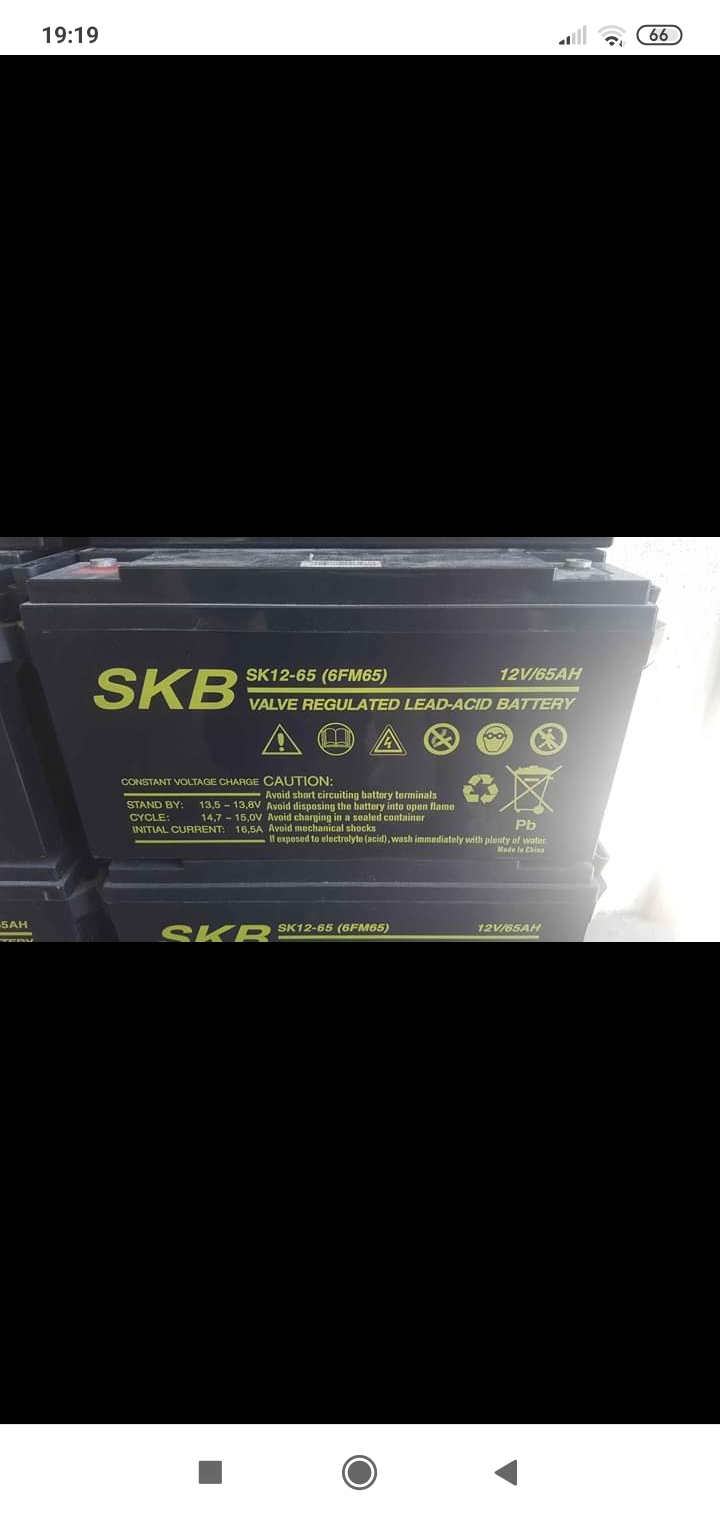 19:19
66
SKB
SK12-65 (6FM65)
12V/65AH
VALVE REGULATED LEAD-ACID BATTERY
CONSTANT VOLTAGE CHARGE
STAND BY: 13,5 ~ 13,8V
CYCLE: 14,7 ~ 15,0V
INITIAL CURRENT: 16,5A
CAUTION:
Avoid short circuiting battery terminals
Avoid disposing the battery into open flame
Avoid charging in a sealed container
Avoid mechanical shocks
If exposed to electrolyte (acid), wash immediately with plenty of water.
Made in China
Pb
SKB
SK12-65 (6FM65)
12V/65AH